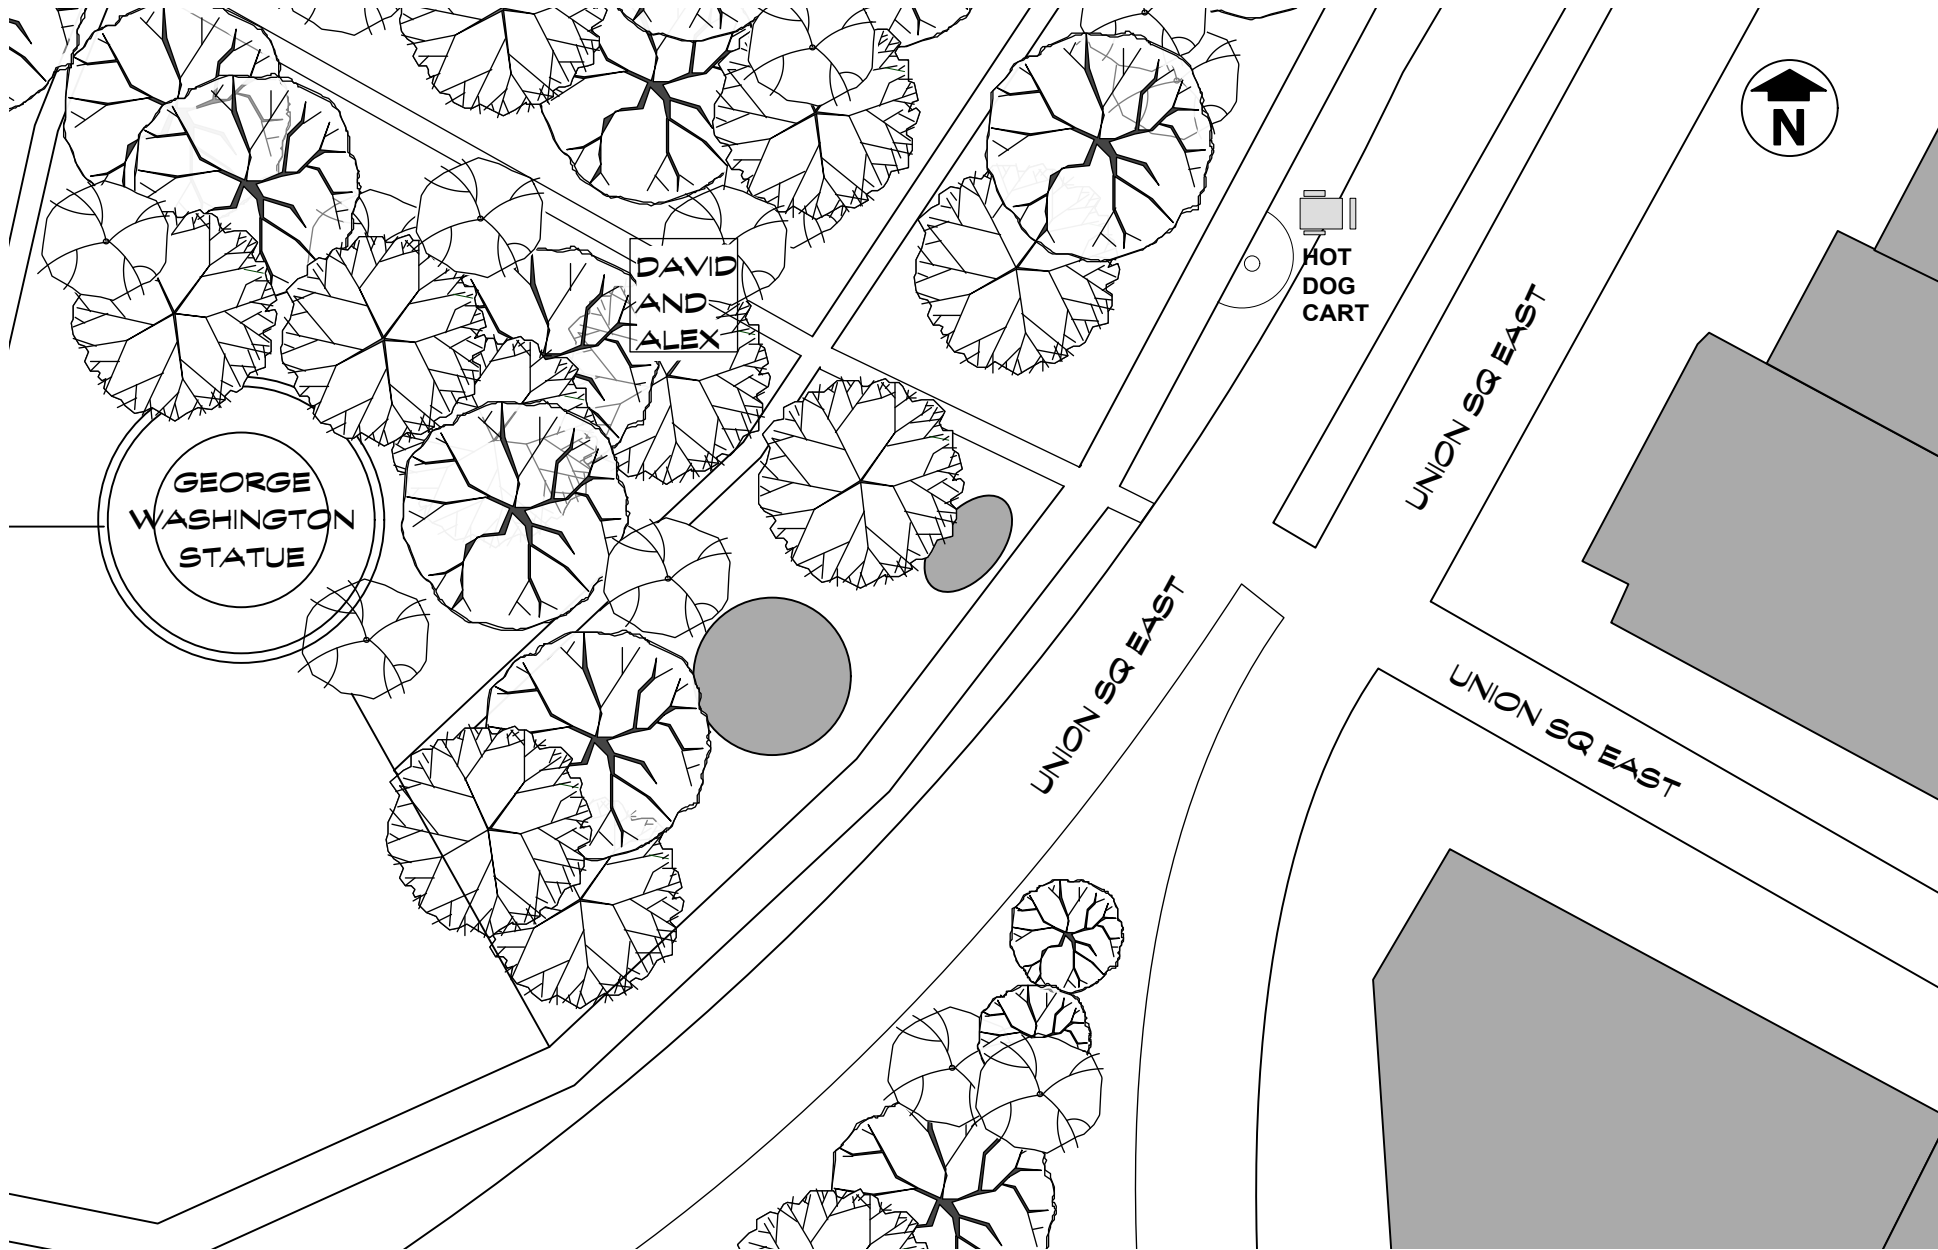 N
DAVID
AND
ALEX
HOT
DOG
CART
UNION SQ EAST
GEORGE
WASHINGTON
STATUE
UNION SQ EAST
UNION SQ EAST